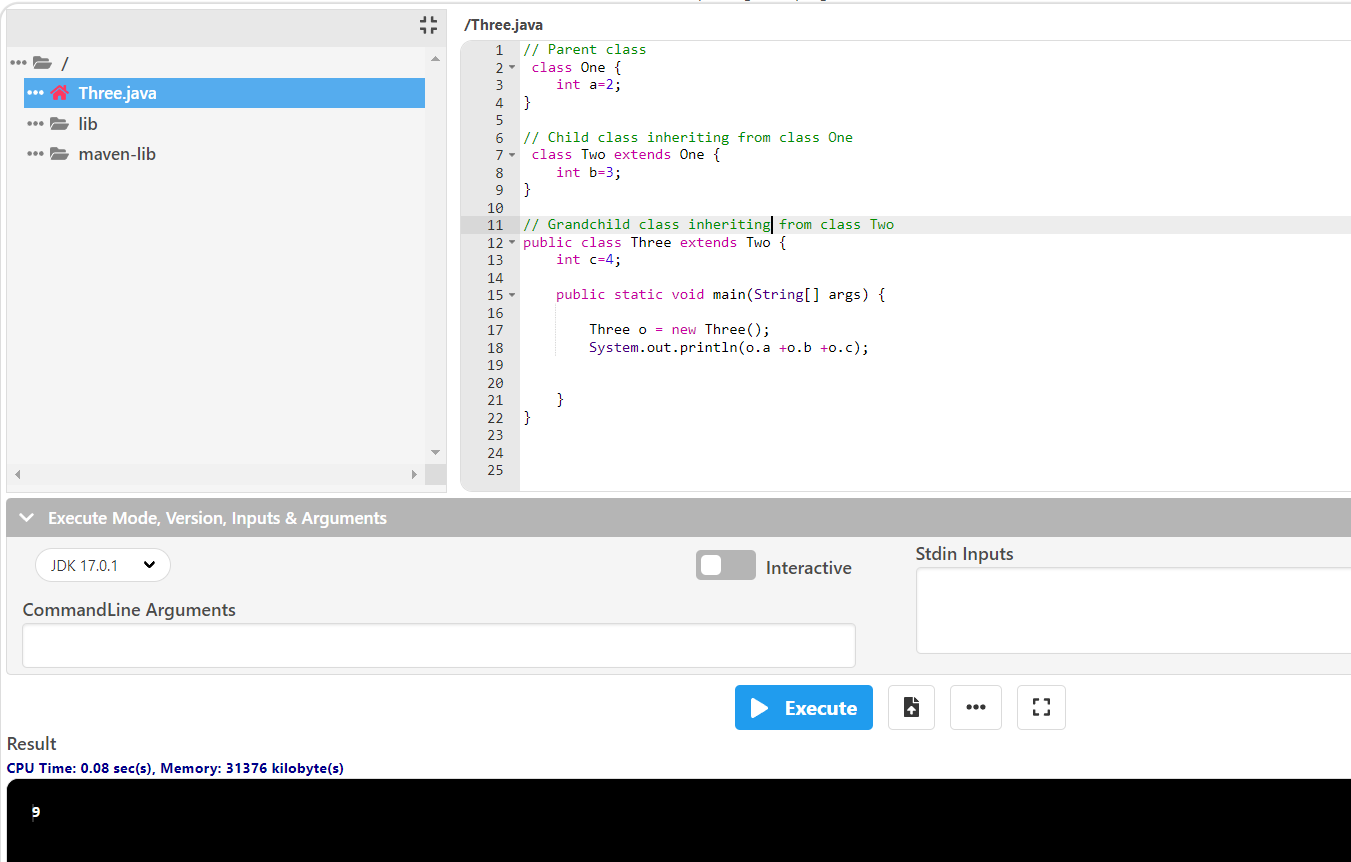 /
Three.java
lib
maven-lib
/Three.java
1 // Parent class
2 class One {
3 int a=2;
4 }
5
6 // Child class inheriting from class One
7 class Two extends One {
8 int b=3;
9 }
10
11 // Grandchild class inheriting from class Two
12 public class Three extends Two {
13 int c=4;
14
15 public static void main(String[] args) {
16
17 Three o = new Three();
18 System.out.println(o.a +o.b +o.c);
19
20
21 }
22 }
23
24
25
Execute Mode, Version, Inputs & Arguments
JDK 17.0.1
Interactive
Stdin Inputs
CommandLine Arguments
Execute
Result
CPU Time: 0.08 sec(s), Memory: 31376 kilobyte(s)
9